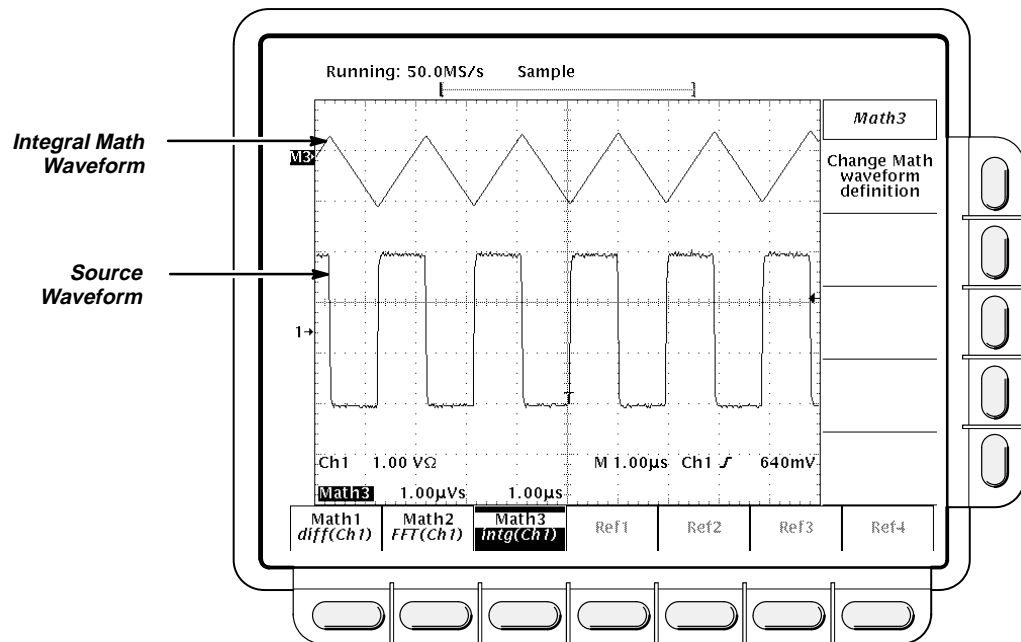 Running: 50.0MS/s Sample
Integral Math
Waveform
M3
Math3
Change Math
waveform
definition
Source
Waveform
1
T
Ch1 1.00 VΩ M 1.00µs Ch1 640mV
Math3 1.00µVs 1.00µs
Math1
diff(Ch1)
Math2
FFT(Ch1)
Math3
intg(Ch1)
Ref1
Ref2
Ref3
Ref4